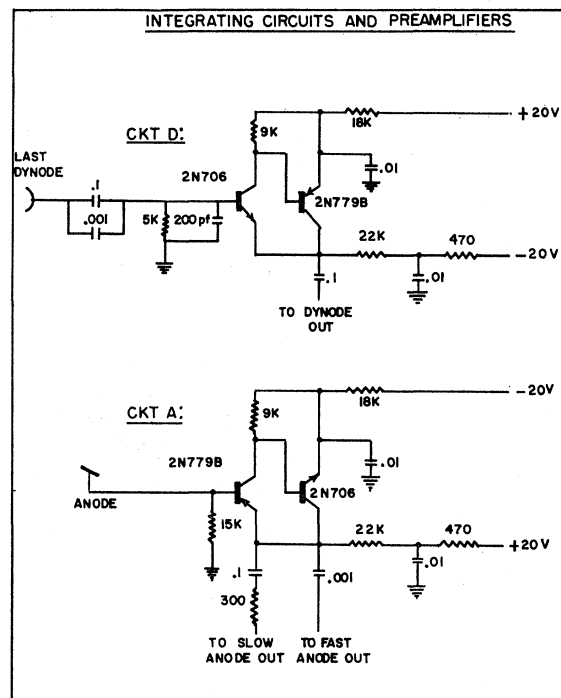 INTEGRATING CIRCUITS AND PREAMPLIFIERS
CKT D:
LAST
DYNODE
.1
.001
5K
200pf
2N706
9K
18K
+20V
.01
2N779B
22K
470
-20V
.01
.1
TO DYNODE
OUT
CKT A:
9K
18K
-20V
2N779B
.01
2N706
ANODE
15K
22K
470
+20V
.01
.1
.001
300
TO SLOW
ANODE OUT
TO FAST
ANODE OUT